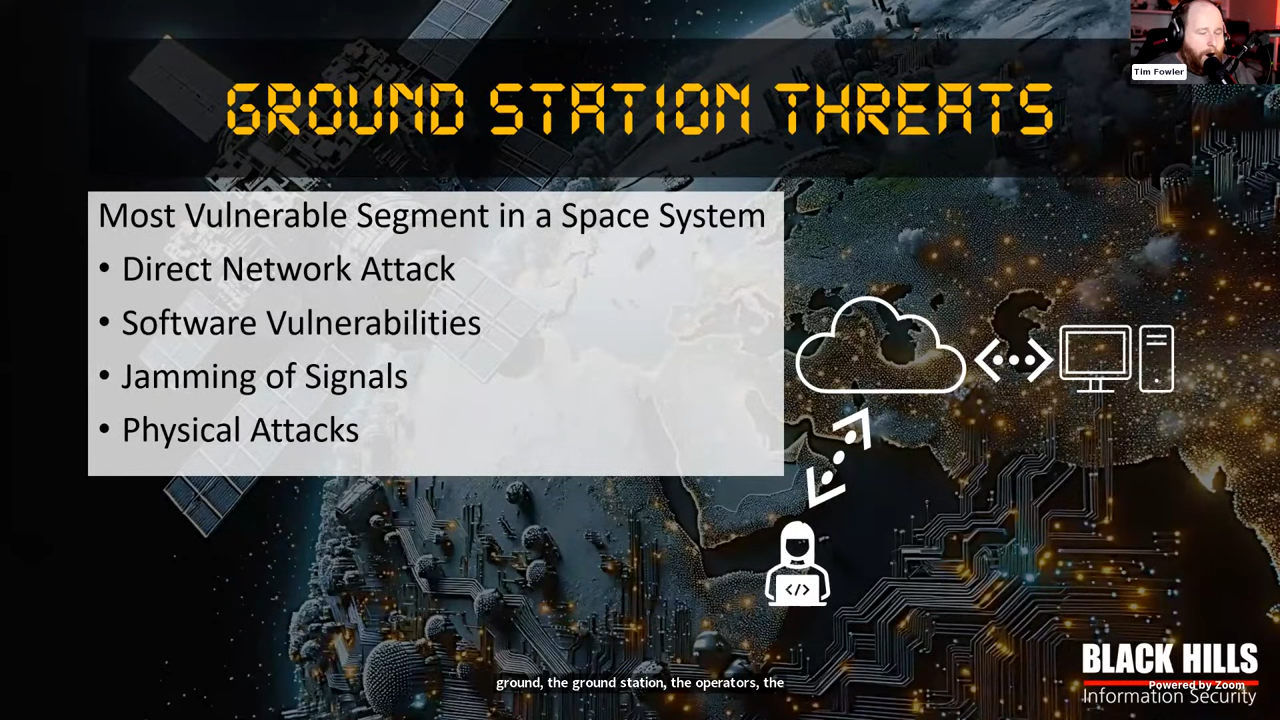 GROUND STATION THREATS
Tim Fowler
Most Vulnerable Segment in a Space System
• Direct Network Attack
• Software Vulnerabilities
• Jamming of Signals
• Physical Attacks
</>
BLACK HILLS
Information Security
Powered by Zoom
ground, the ground station, the operators, the